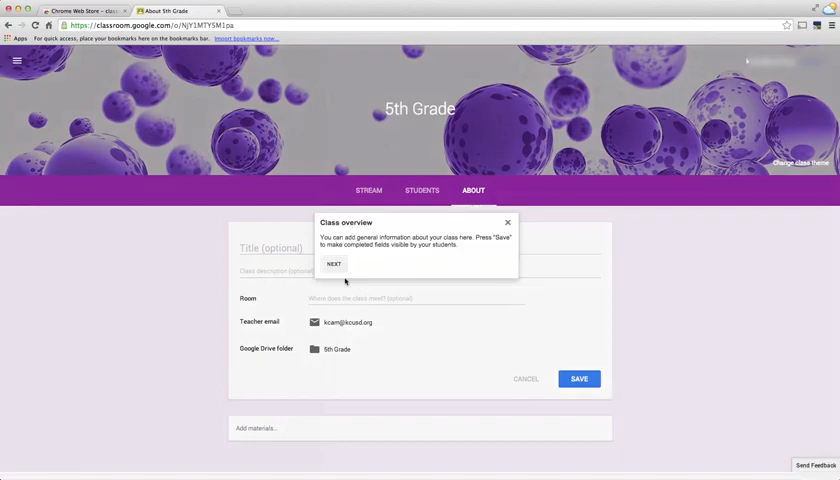 Chrome Web Store – clas
About 5th Grade
https://classroom.google.com/o/NjY1MTY5M1pa
Apps For quick access, place your bookmarks here on the bookmarks bar. Import bookmarks now...
5th Grade
Change class theme
STREAM STUDENTS ABOUT
Class overview
You can add general information about your class here. Press "Save"
to make completed fields visible by your students.
NEXT
Title (optional)
Class description (optional)
Room Where does the class meet? (optional)
Teacher email kcam@kcusd.org
Google Drive folder 5th Grade
CANCEL SAVE
Add materials...
Send Feedback